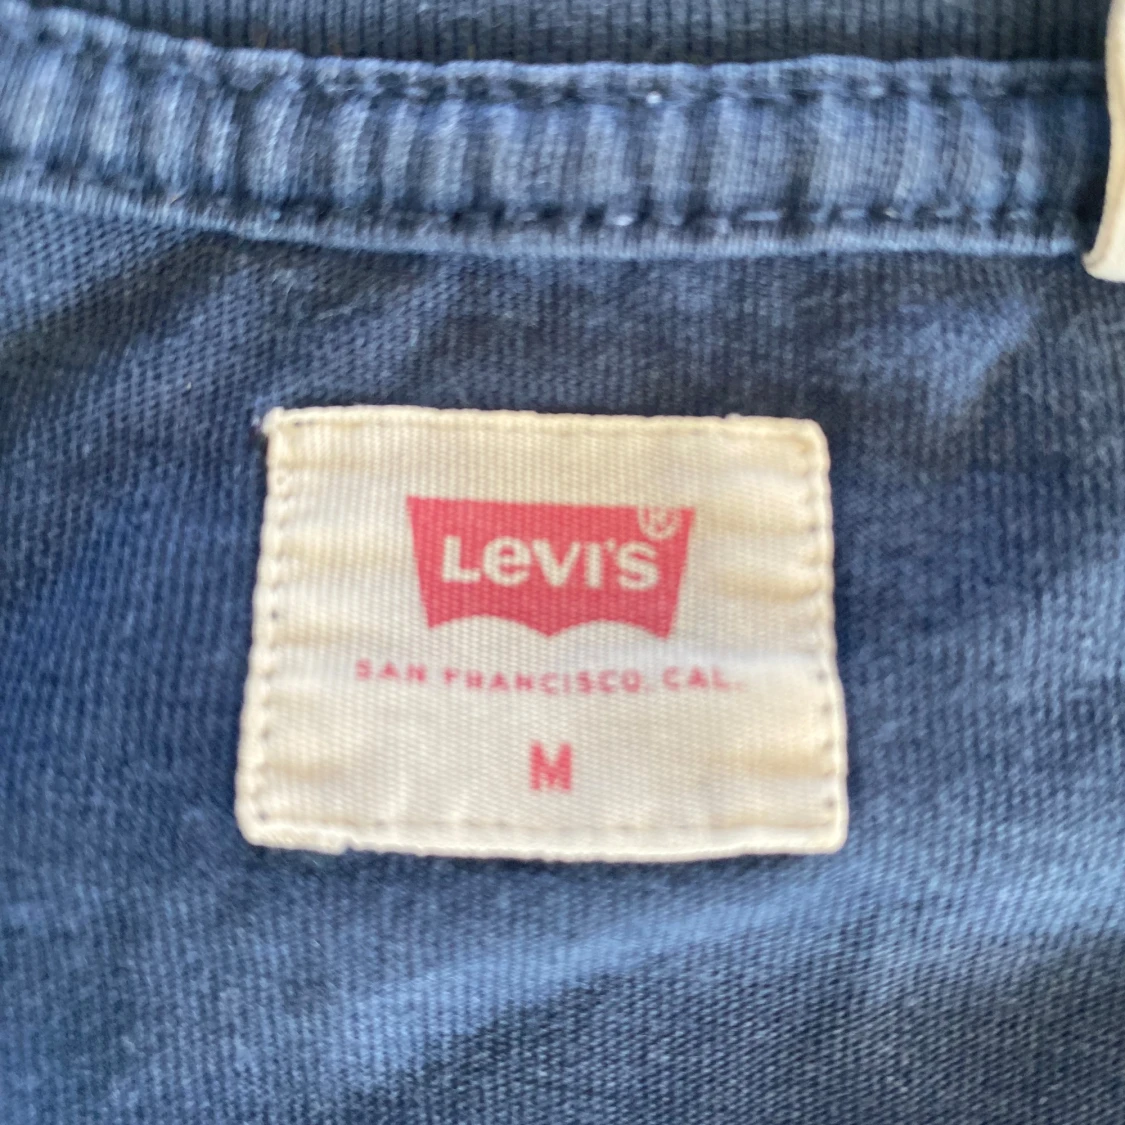 Levi's®
SAN FRANCISCO, CAL.
M